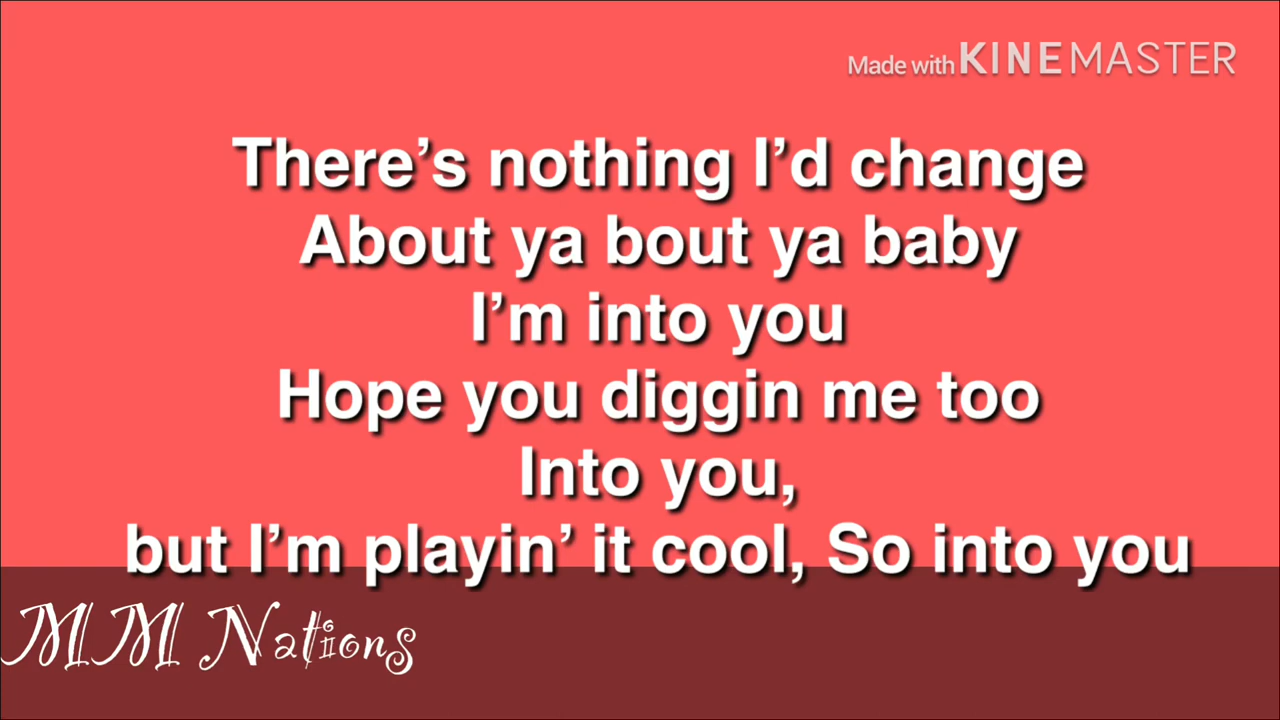 Made with KINEMASTER
There’s nothing I’d change
About ya bout ya baby
I’m into you
Hope you diggin me too
Into you,
but I’m playin’ it cool, So into you
MM Nations